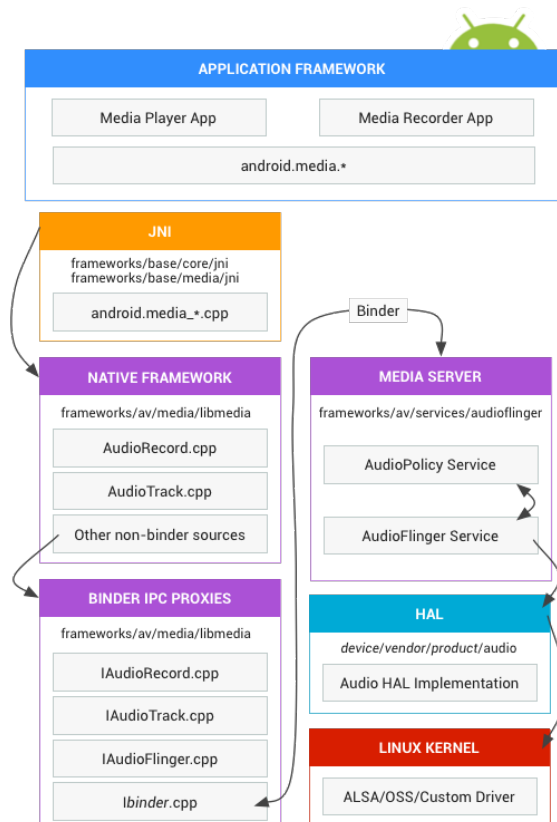 APPLICATION FRAMEWORK
Media Player App
Media Recorder App
android.media.*
JNI
frameworks/base/core/jni
frameworks/base/media/jni
android.media_*.cpp
Binder
NATIVE FRAMEWORK
frameworks/av/media/libmedia
AudioRecord.cpp
AudioTrack.cpp
Other non-binder sources
MEDIA SERVER
frameworks/av/services/audioflinger
AudioPolicy Service
AudioFlinger Service
BINDER IPC PROXIES
frameworks/av/media/libmedia
IAudioRecord.cpp
IAudioTrack.cpp
IAudioFlinger.cpp
Ibinder.cpp
HAL
device/vendor/product/audio
Audio HAL Implementation
LINUX KERNEL
ALSA/OSS/Custom Driver